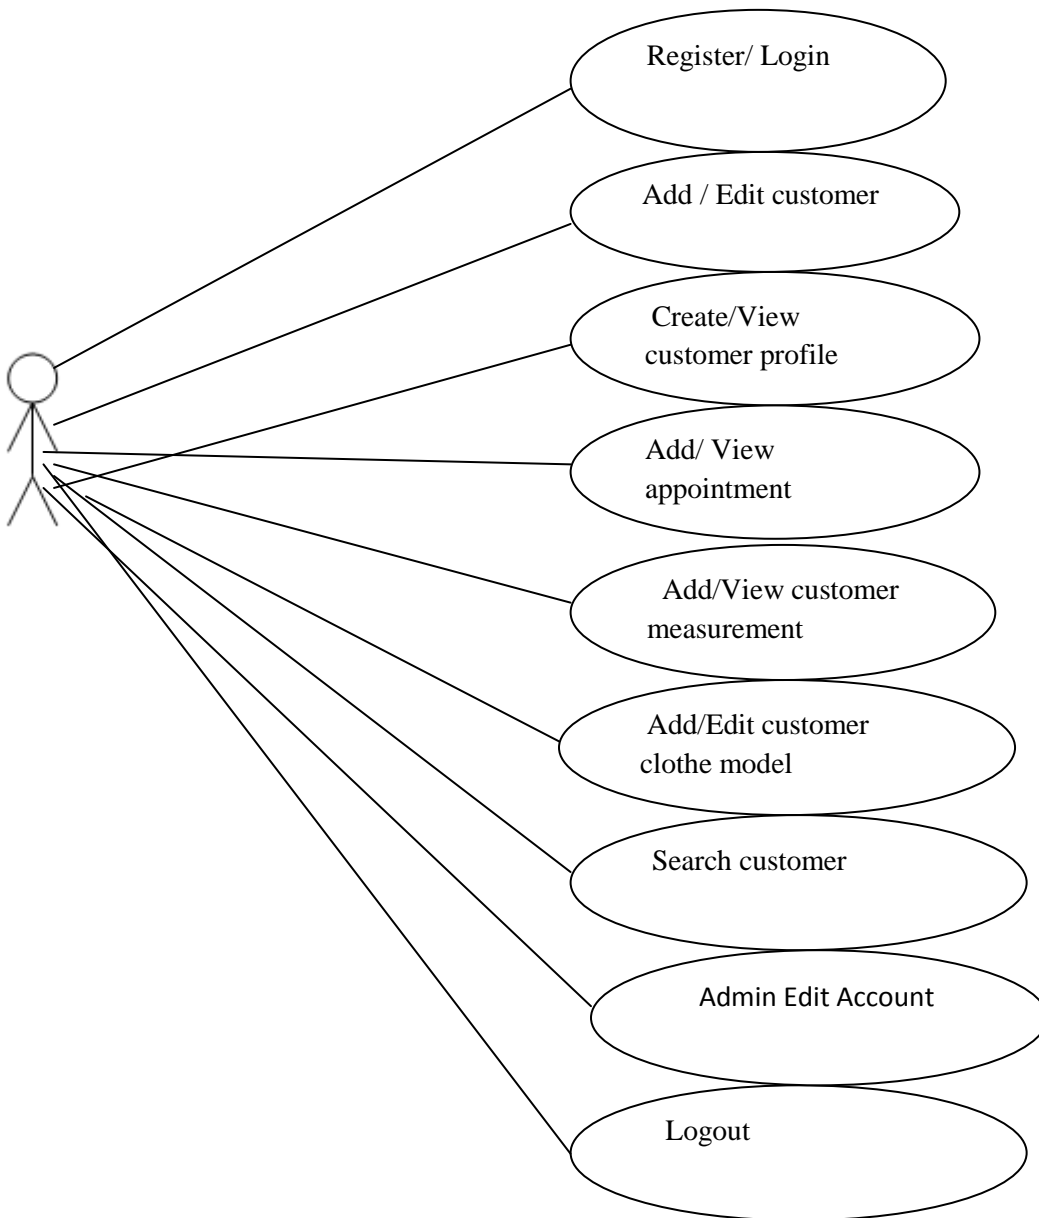 Register/ Login
Add / Edit customer
Create/View
customer profile
Add/ View
appointment
Add/View customer
measurement
Add/Edit customer
clothe model
Search customer
Admin Edit Account
Logout